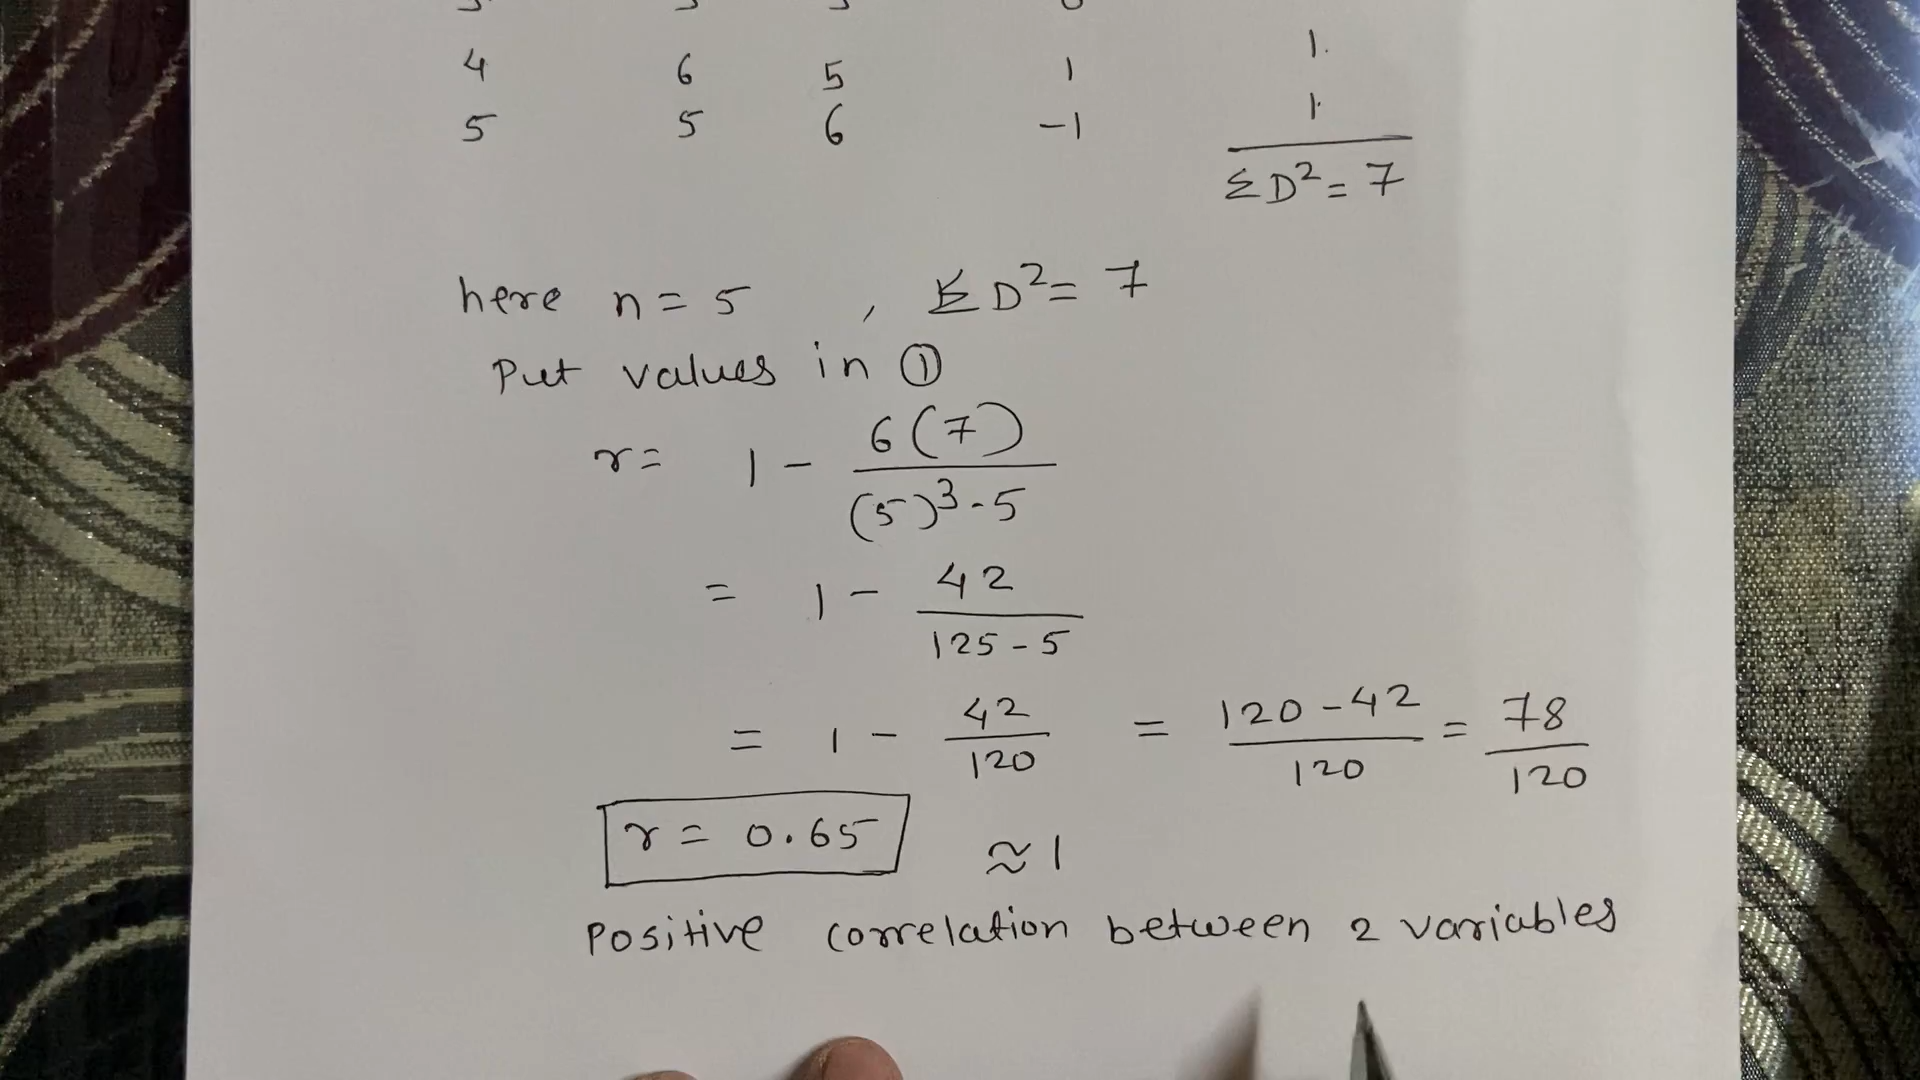 4 6 5 1 1
5 5 6 -1 1
ΣD² = 7
here n = 5 , ΣD² = 7
Put values in ①
r = 1 - 6(7) / (5)³ - 5
= 1 - 42 / 125 - 5
= 1 - 42 / 120 = 120 - 42 / 120 = 78 / 120
r = 0.65 ≈ 1
Positive correlation between 2 variables